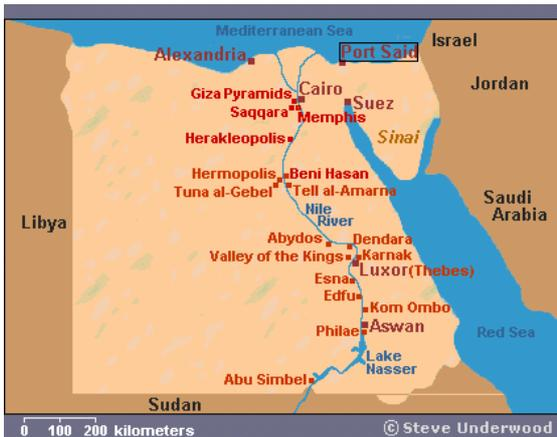 Mediterranean Sea
Israel
Alexandria
Port Said
Jordan
Giza Pyramids
Cairo
Suez
Saqqara
Memphis
Herakleopolis
Sinai
Hermopolis
Beni Hasan
Tuna al-Gebel
Tell al-Amarna
Saudi
Arabia
Nile
River
Libya
Abydos
Dendara
Valley of the Kings
Karnak
Luxor(Thebes)
Esna
Edfu
Kom Ombo
Philae
Aswan
Red Sea
Lake
Nasser
Abu Simbel
Sudan
0 100 200 kilometers
© Steve Underwood